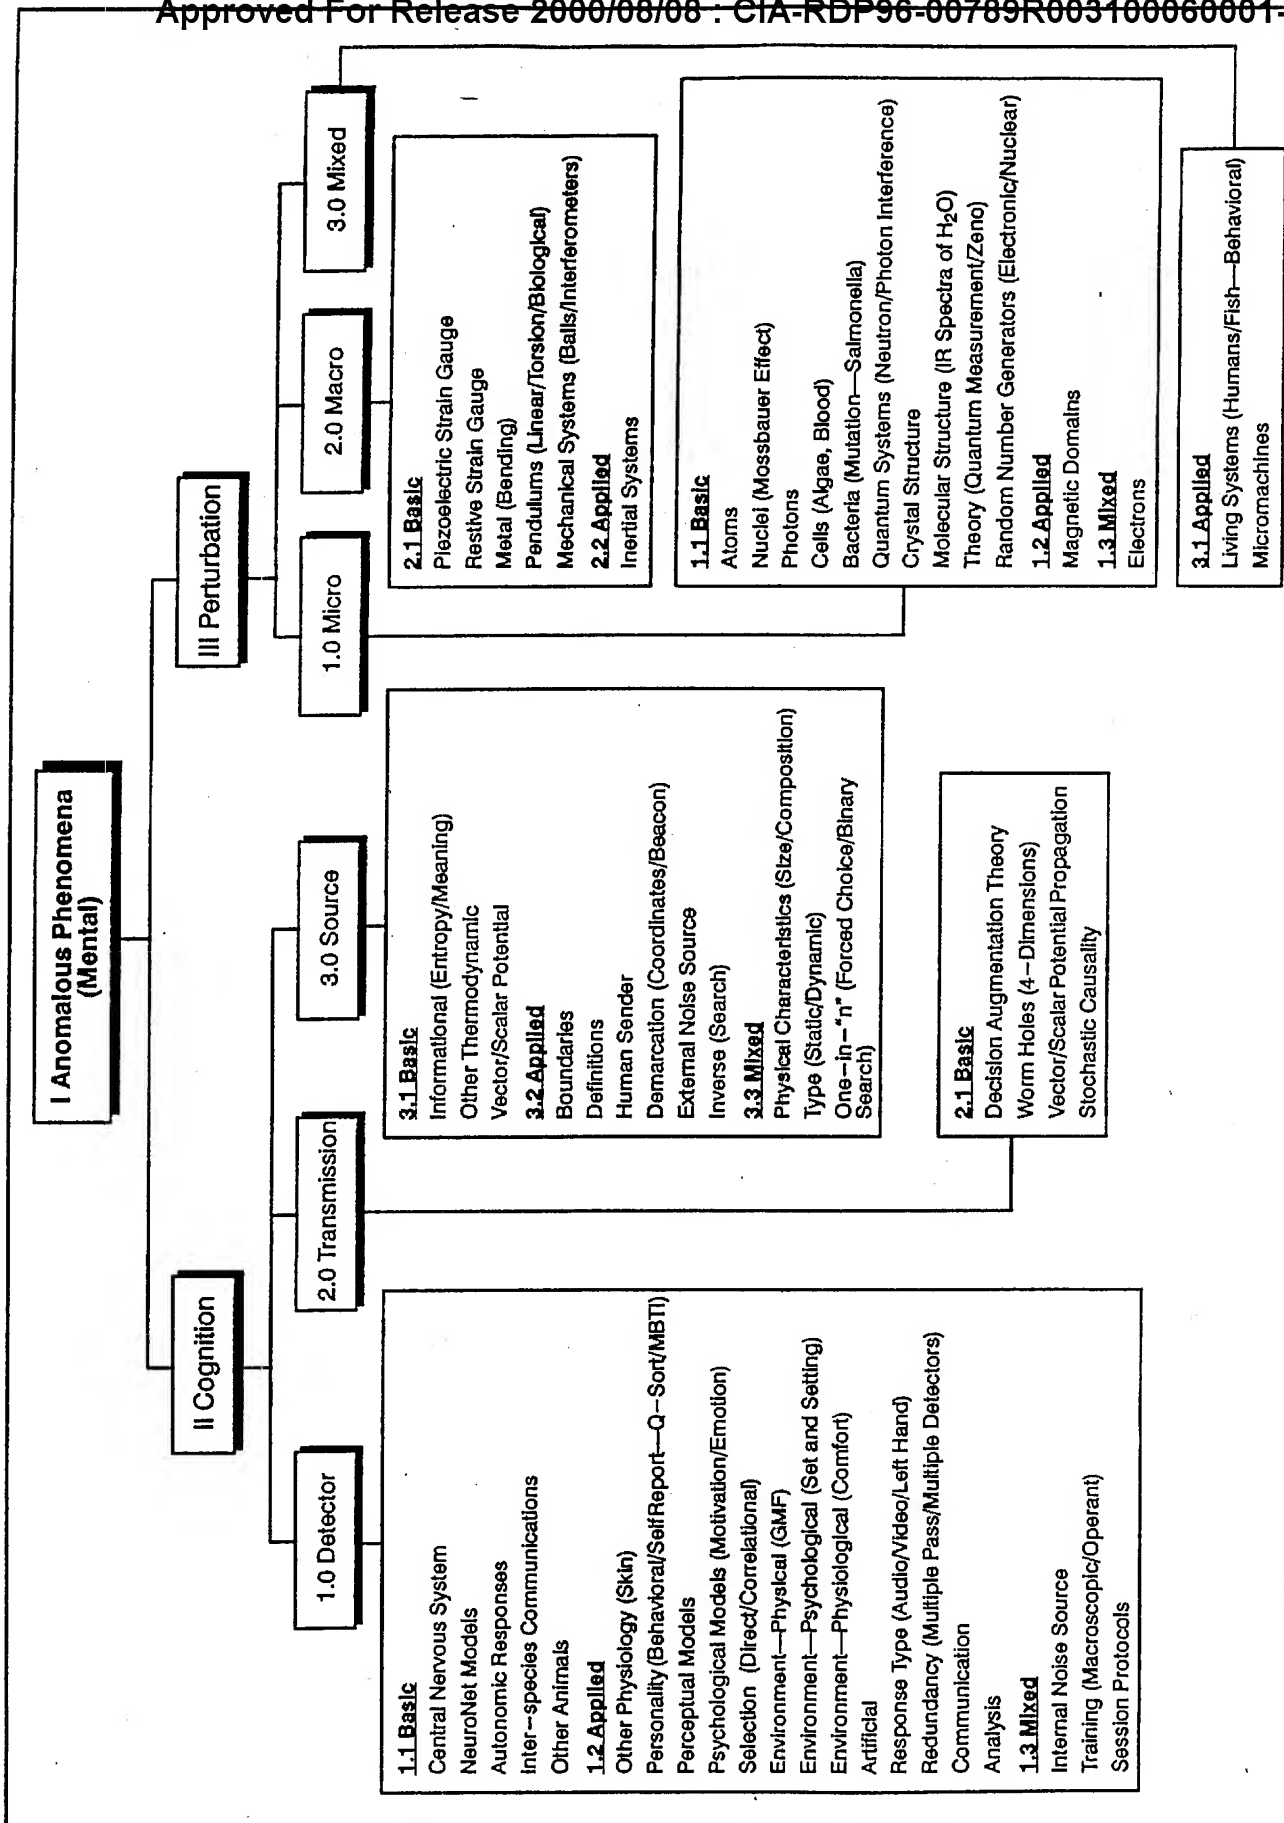 Approved For Release 2000/08/08 : CIA-RDP96-00789R003100060001-
I Anomalous Phenomena
(Mental)
II Cognition
III Perturbation
1.0 Detector
2.0 Transmission
3.0 Source
1.0 Micro
2.0 Macro
3.0 Mixed
1.1 Basic
Central Nervous System
NeuroNet Models
Autonomic Responses
Inter-species Communications
Other Animals
1.2 Applied
Other Physiology (Skin)
Personality (Behavioral/Self Report—Q-Sort/MBTI)
Perceptual Models
Psychological Models (Motivation/Emotion)
Selection (Direct/Correlational)
Environment—Physical (GMF)
Environment—Psychological (Set and Setting)
Environment—Physiological (Comfort)
Artificial
Response Type (Audio/Video/Left Hand)
Redundancy (Multiple Pass/Multiple Detectors)
Communication
Analysis
1.3 Mixed
Internal Noise Source
Training (Macroscopic/Operant)
Session Protocols
3.1 Basic
Informational (Entropy/Meaning)
Other Thermodynamic
Vector/Scalar Potential
3.2 Applied
Boundaries
Definitions
Human Sender
Demarcation (Coordinates/Beacon)
External Noise Source
Inverse (Search)
3.3 Mixed
Physical Characteristics (Size/Composition)
Type (Static/Dynamic)
One-in-"n" (Forced Choice/Binary
Search)
2.1 Basic
Decision Augmentation Theory
Worm Holes (4-Dimensions)
Vector/Scalar Potential Propagation
Stochastic Causality
2.1 Basic
Piezoelectric Strain Gauge
Restive Strain Gauge
Metal (Bending)
Pendulums (Linear/Torsion/Biological)
Mechanical Systems (Balls/Interferometers)
2.2 Applied
Inertial Systems
1.1 Basic
Atoms
Nuclei (Mossbauer Effect)
Photons
Cells (Algae, Blood)
Bacteria (Mutation—Salmonella)
Quantum Systems (Neutron/Photon Interference)
Crystal Structure
Molecular Structure (IR Spectra of H₂O)
Theory (Quantum Measurement/Zeno)
Random Number Generators (Electronic/Nuclear)
1.2 Applied
Magnetic Domains
1.3 Mixed
Electrons
3.1 Applied
Living Systems (Humans/Fish—Behavioral)
Micromachines